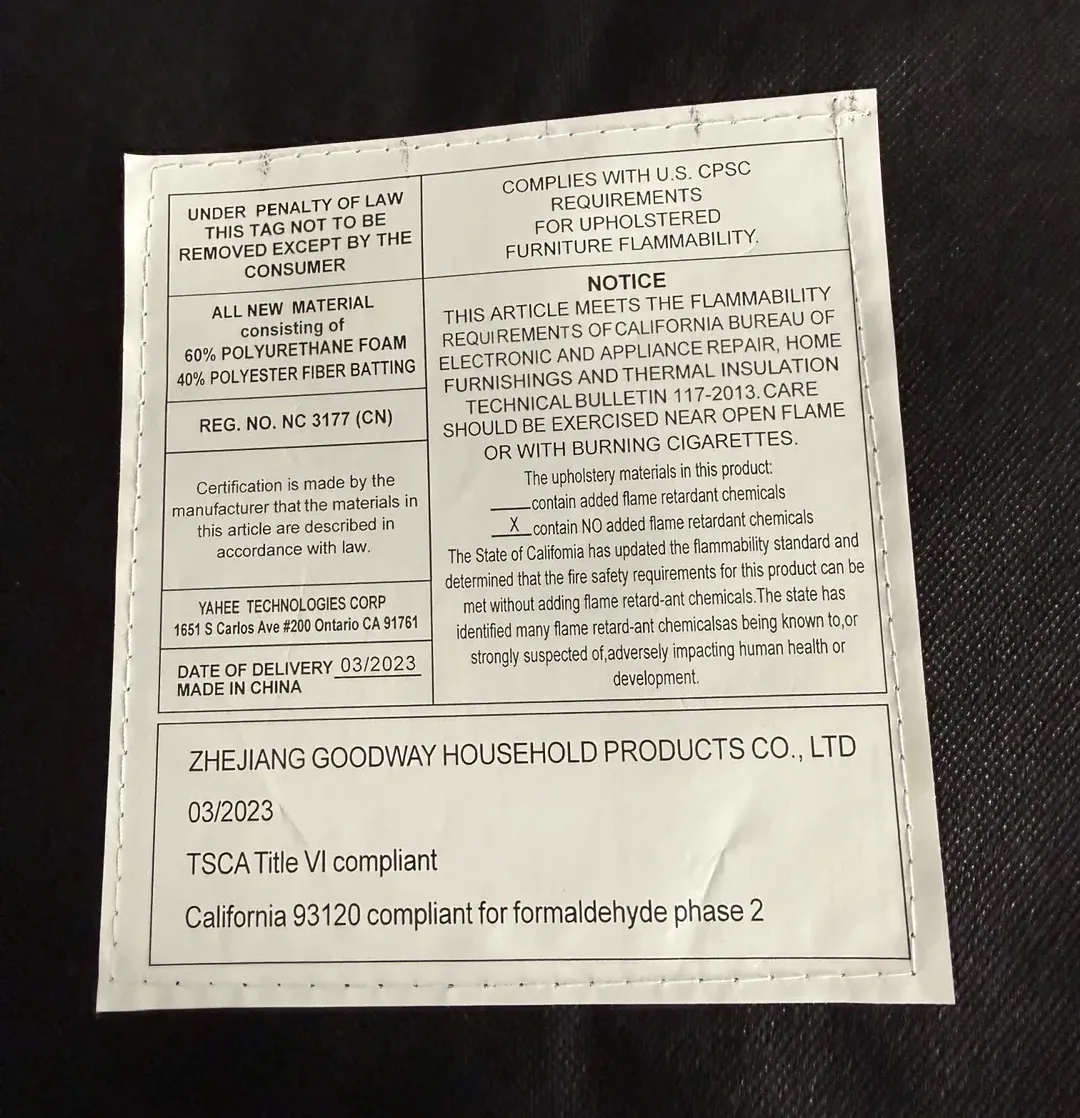 UNDER PENALTY OF LAW
THIS TAG NOT TO BE
REMOVED EXCEPT BY THE
CONSUMER
ALL NEW MATERIAL
consisting of
60% POLYURETHANE FOAM
40% POLYESTER FIBER BATTING
REG. NO. NC 3177 (CN)
Certification is made by the
manufacturer that the materials in
this article are described in
accordance with law.
YAHEE TECHNOLOGIES CORP
1651 S Carlos Ave #200 Ontario CA 91761
DATE OF DELIVERY 03/2023
MADE IN CHINA
COMPLIES WITH U.S. CPSC
REQUIREMENTS
FOR UPHOLSTERED
FURNITURE FLAMMABILITY.
NOTICE
THIS ARTICLE MEETS THE FLAMMABILITY
REQUIREMENTS OF CALIFORNIA BUREAU OF
ELECTRONIC AND APPLIANCE REPAIR, HOME
FURNISHINGS AND THERMAL INSULATION
TECHNICAL BULLETIN 117-2013. CARE
SHOULD BE EXERCISED NEAR OPEN FLAME
OR WITH BURNING CIGARETTES.
The upholstery materials in this product:
____contain added flame retardant chemicals
__X__contain NO added flame retardant chemicals
The State of California has updated the flammability standard and
determined that the fire safety requirements for this product can be
met without adding flame retard-ant chemicals.The state has
identified many flame retard-ant chemicalsas being known to,or
strongly suspected of,adversely impacting human health or
development.
ZHEJIANG GOODWAY HOUSEHOLD PRODUCTS CO., LTD
03/2023
TSCA Title VI compliant
California 93120 compliant for formaldehyde phase 2